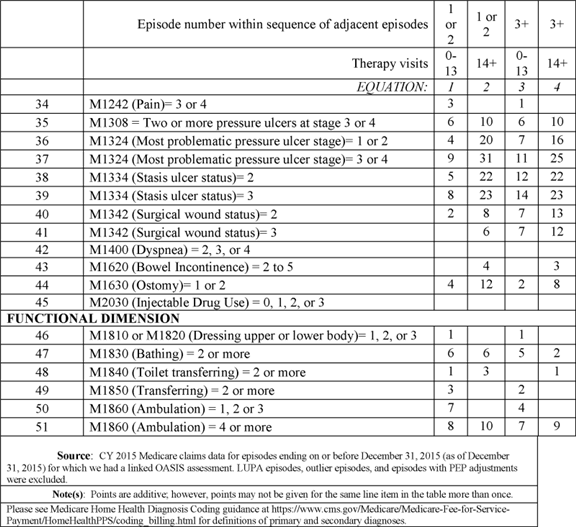 Episode number within sequence of adjacent episodes 1 or 2 1 or 2 3+ 3+
Therapy visits 0-13 14+ 0-13 14+
EQUATION: 1 2 3 4
34 M1242 (Pain)= 3 or 4 3 1
35 M1308 = Two or more pressure ulcers at stage 3 or 4 6 10 6 10
36 M1324 (Most problematic pressure ulcer stage)= 1 or 2 4 20 7 16
37 M1324 (Most problematic pressure ulcer stage)= 3 or 4 9 31 11 25
38 M1334 (Stasis ulcer status)= 2 5 22 12 22
39 M1334 (Stasis ulcer status)= 3 8 23 14 23
40 M1342 (Surgical wound status)= 2 2 8 7 13
41 M1342 (Surgical wound status)= 3 6 7 12
42 M1400 (Dyspnea) = 2, 3, or 4
43 M1620 (Bowel Incontinence) = 2 to 5 4 3
44 M1630 (Ostomy)= 1 or 2 4 12 2 8
45 M2030 (Injectable Drug Use) = 0, 1, 2, or 3
FUNCTIONAL DIMENSION
46 M1810 or M1820 (Dressing upper or lower body)= 1, 2, or 3 1 1
47 M1830 (Bathing) = 2 or more 6 6 5 2
48 M1840 (Toilet transferring) = 2 or more 1 3 1
49 M1850 (Transferring) = 2 or more 3 2
50 M1860 (Ambulation) = 1, 2 or 3 7 4
51 M1860 (Ambulation) = 4 or more 8 10 7 9
Source: CY 2015 Medicare claims data for episodes ending on or before December 31, 2015 (as of December
31, 2015) for which we had a linked OASIS assessment. LUPA episodes, outlier episodes, and episodes with PEP adjustments
were excluded.
Note(s): Points are additive; however, points may not be given for the same line item in the table more than once.
Please see Medicare Home Health Diagnosis Coding guidance at https://www.cms.gov/Medicare/Medicare-Fee-for-Service-
Payment/HomeHealthPPS/coding_billing.html for definitions of primary and secondary diagnoses.